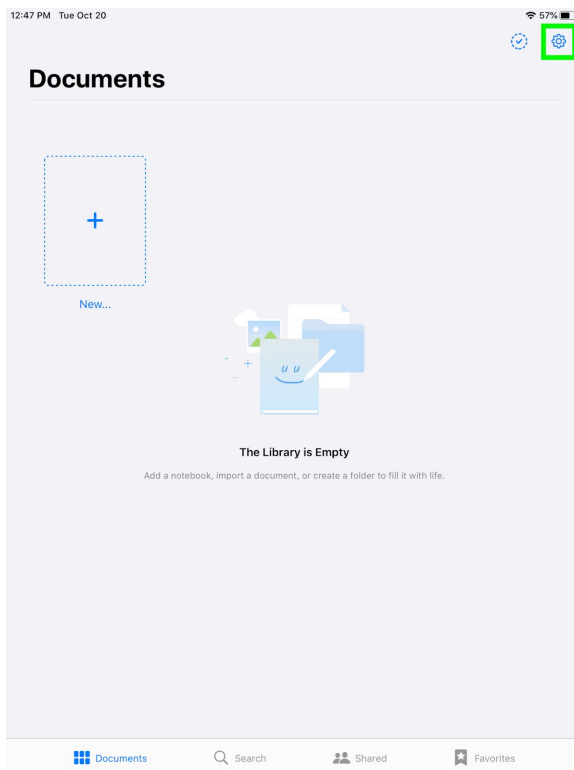 12:47 PM Tue Oct 20 57%
Documents
New...
The Library is Empty
Add a notebook, import a document, or create a folder to fill it with life.
Documents Search Shared Favorites